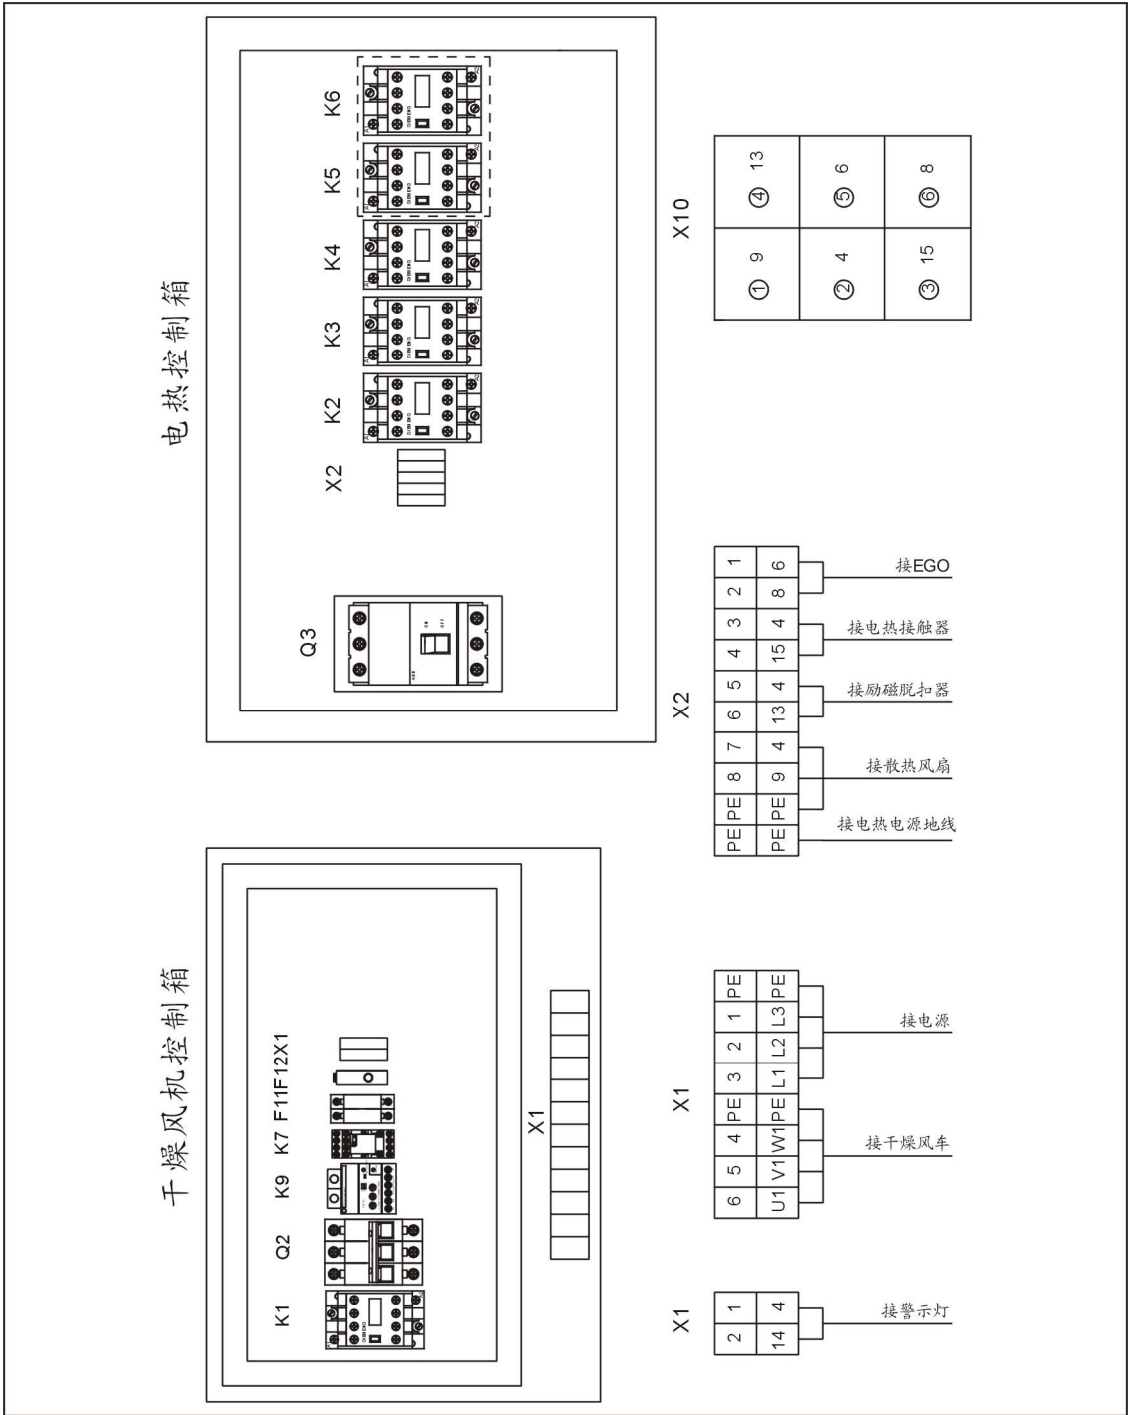 干燥风机控制箱
K1 Q2 K9 K7 F11F12X1
X1
电热控制箱
Q3 X2 K2 K3 K4 K5 K6
ON
OFF
X1
2 1
14 4
接警示灯
X1
6 5 4 PE 3 2 1 PE
U1 V1 W1 PE L1 L2 L3 PE
接干燥风车
接电源
X2
PE PE 8 7 6 5 4 3 2 1
PE PE 9 4 13 4 15 4 8 6
接电热电源地线
接散热风扇
接励磁脱扣器
接电热接触器
接EGO
X10
① 9 ④ 13
② 4 ⑤ 6
③ 15 ⑥ 8